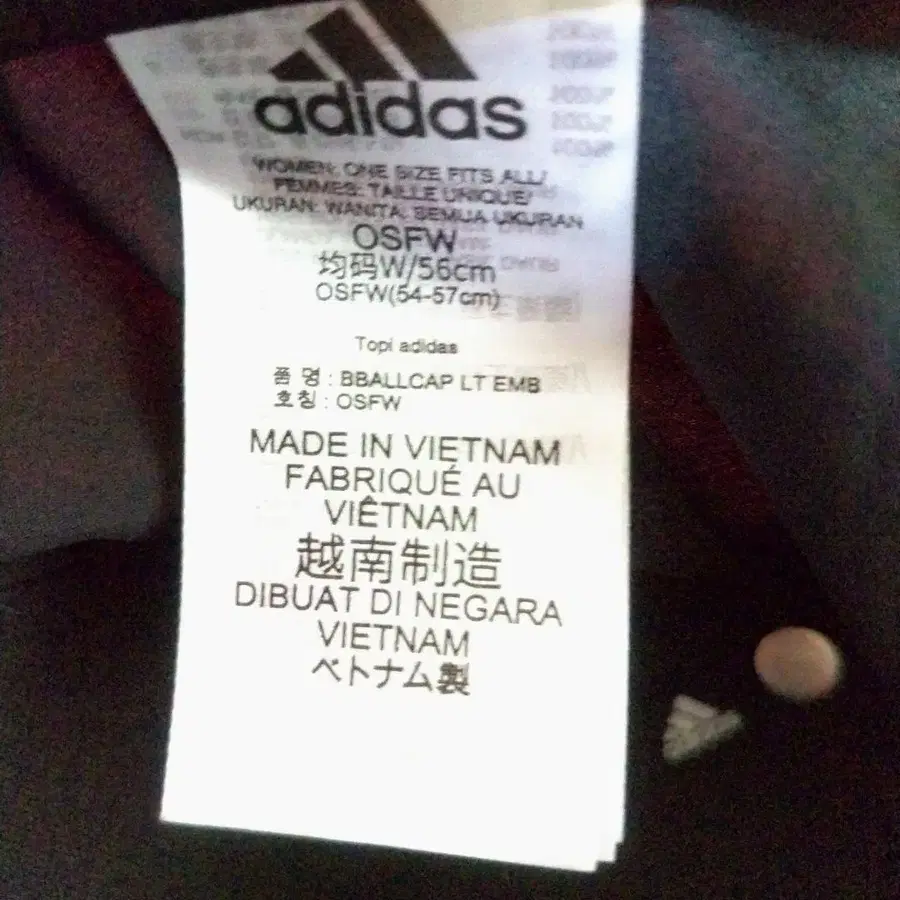 adidas
WOMEN: ONE SIZE FITS ALL/
FEMMES: TAILLE UNIQUE/
UKURAN: WANITA: SEMUA UKURAN
OSFW
均码W/56cm
OSFW(54-57cm)
Topi adidas
품 명 : BBALLCAP LT EMB
호칭 : OSFW
MADE IN VIETNAM
FABRIQUÉ AU
VIÊTNAM
越南制造
DIBUAT DI NEGARA
VIETNAM
ベトナム製